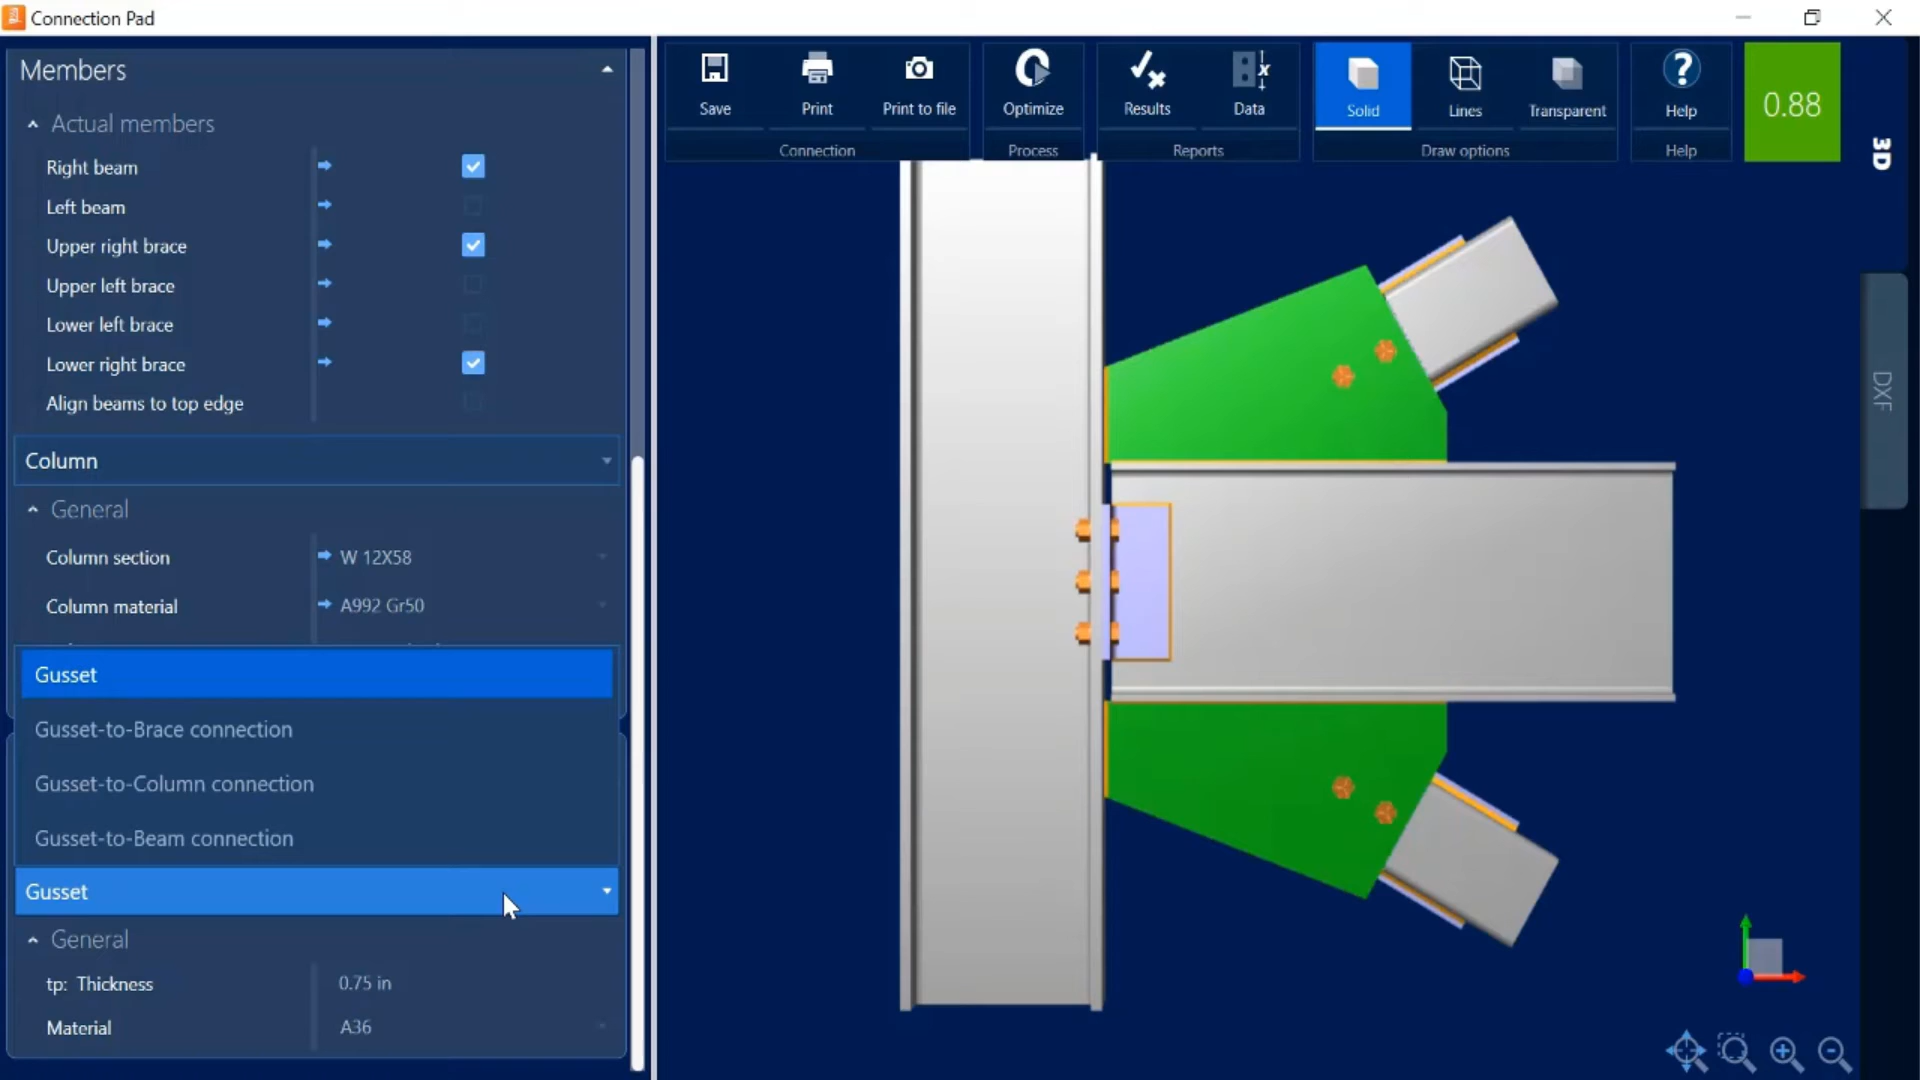 Connection Pad
Members
Actual members
Right beam
Left beam
Upper right brace
Upper left brace
Lower left brace
Lower right brace
Align beams to top edge
Column
General
Column section W 12X58
Column material A992 Gr50
Gusset
Gusset-to-Brace connection
Gusset-to-Column connection
Gusset-to-Beam connection
Gusset
General
tp: Thickness 0.75 in
Material A36
Save Print Print to file
Connection
Optimize
Process
Results Data
Reports
Solid Lines Transparent
Draw options
Help
Help
0.88
3D
DXF